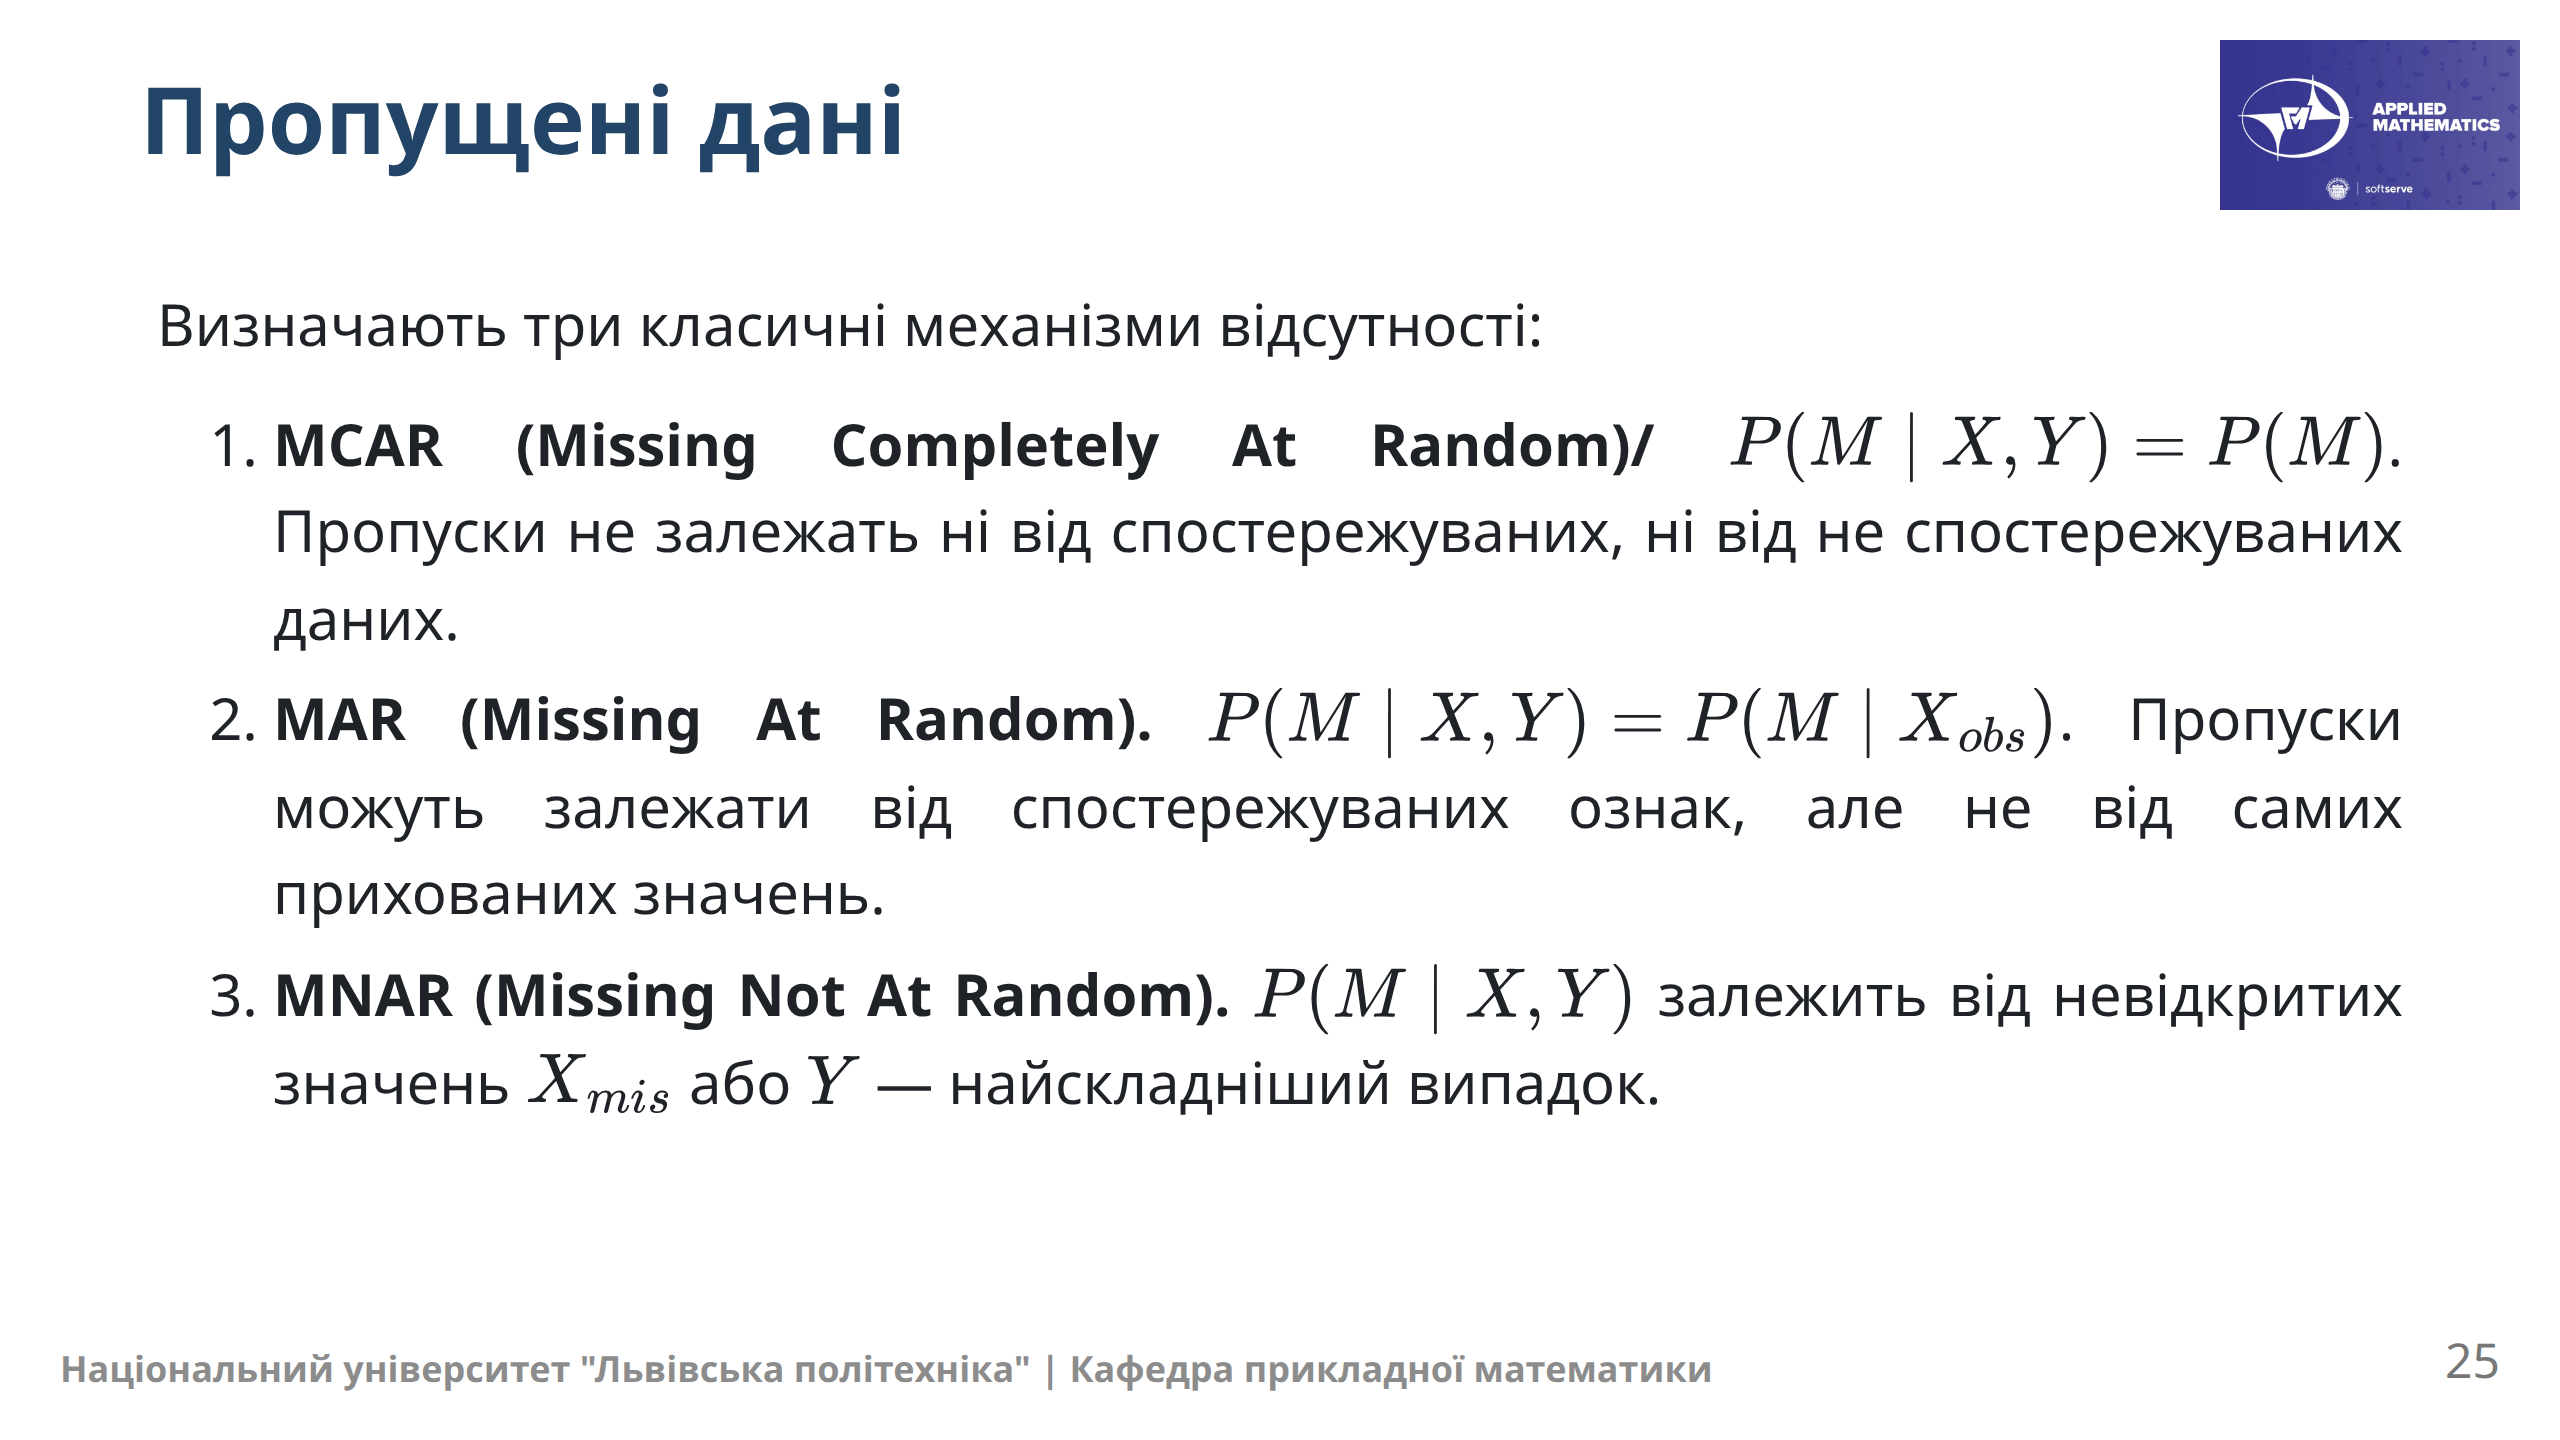 Пропущені дані
APPLIED
MATHEMATICS
softserve
Визначають три класичні механізми відсутності:
1. MCAR (Missing Completely At Random)/ P(M | X, Y) = P(M).
Пропуски не залежать ні від спостережуваних, ні від не спостережуваних
даних.
2. MAR (Missing At Random). P(M | X, Y) = P(M | X_obs). Пропуски
можуть залежати від спостережуваних ознак, але не від самих
прихованих значень.
3. MNAR (Missing Not At Random). P(M | X, Y) залежить від невідкритих
значень X_mis або Y — найскладніший випадок.
Національний університет "Львівська політехніка" | Кафедра прикладної математики
25